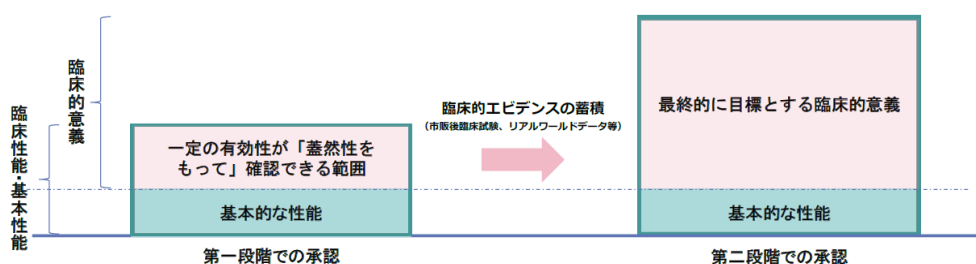 臨床性能・基本性能
臨床的意義
一定の有効性が「蓋然性を
もって」確認できる範囲
基本的な性能
第一段階での承認
臨床的エビデンスの蓄積
(市販後臨床試験、リアルワールドデータ等)
最終的に目標とする臨床的意義
基本的な性能
第二段階での承認